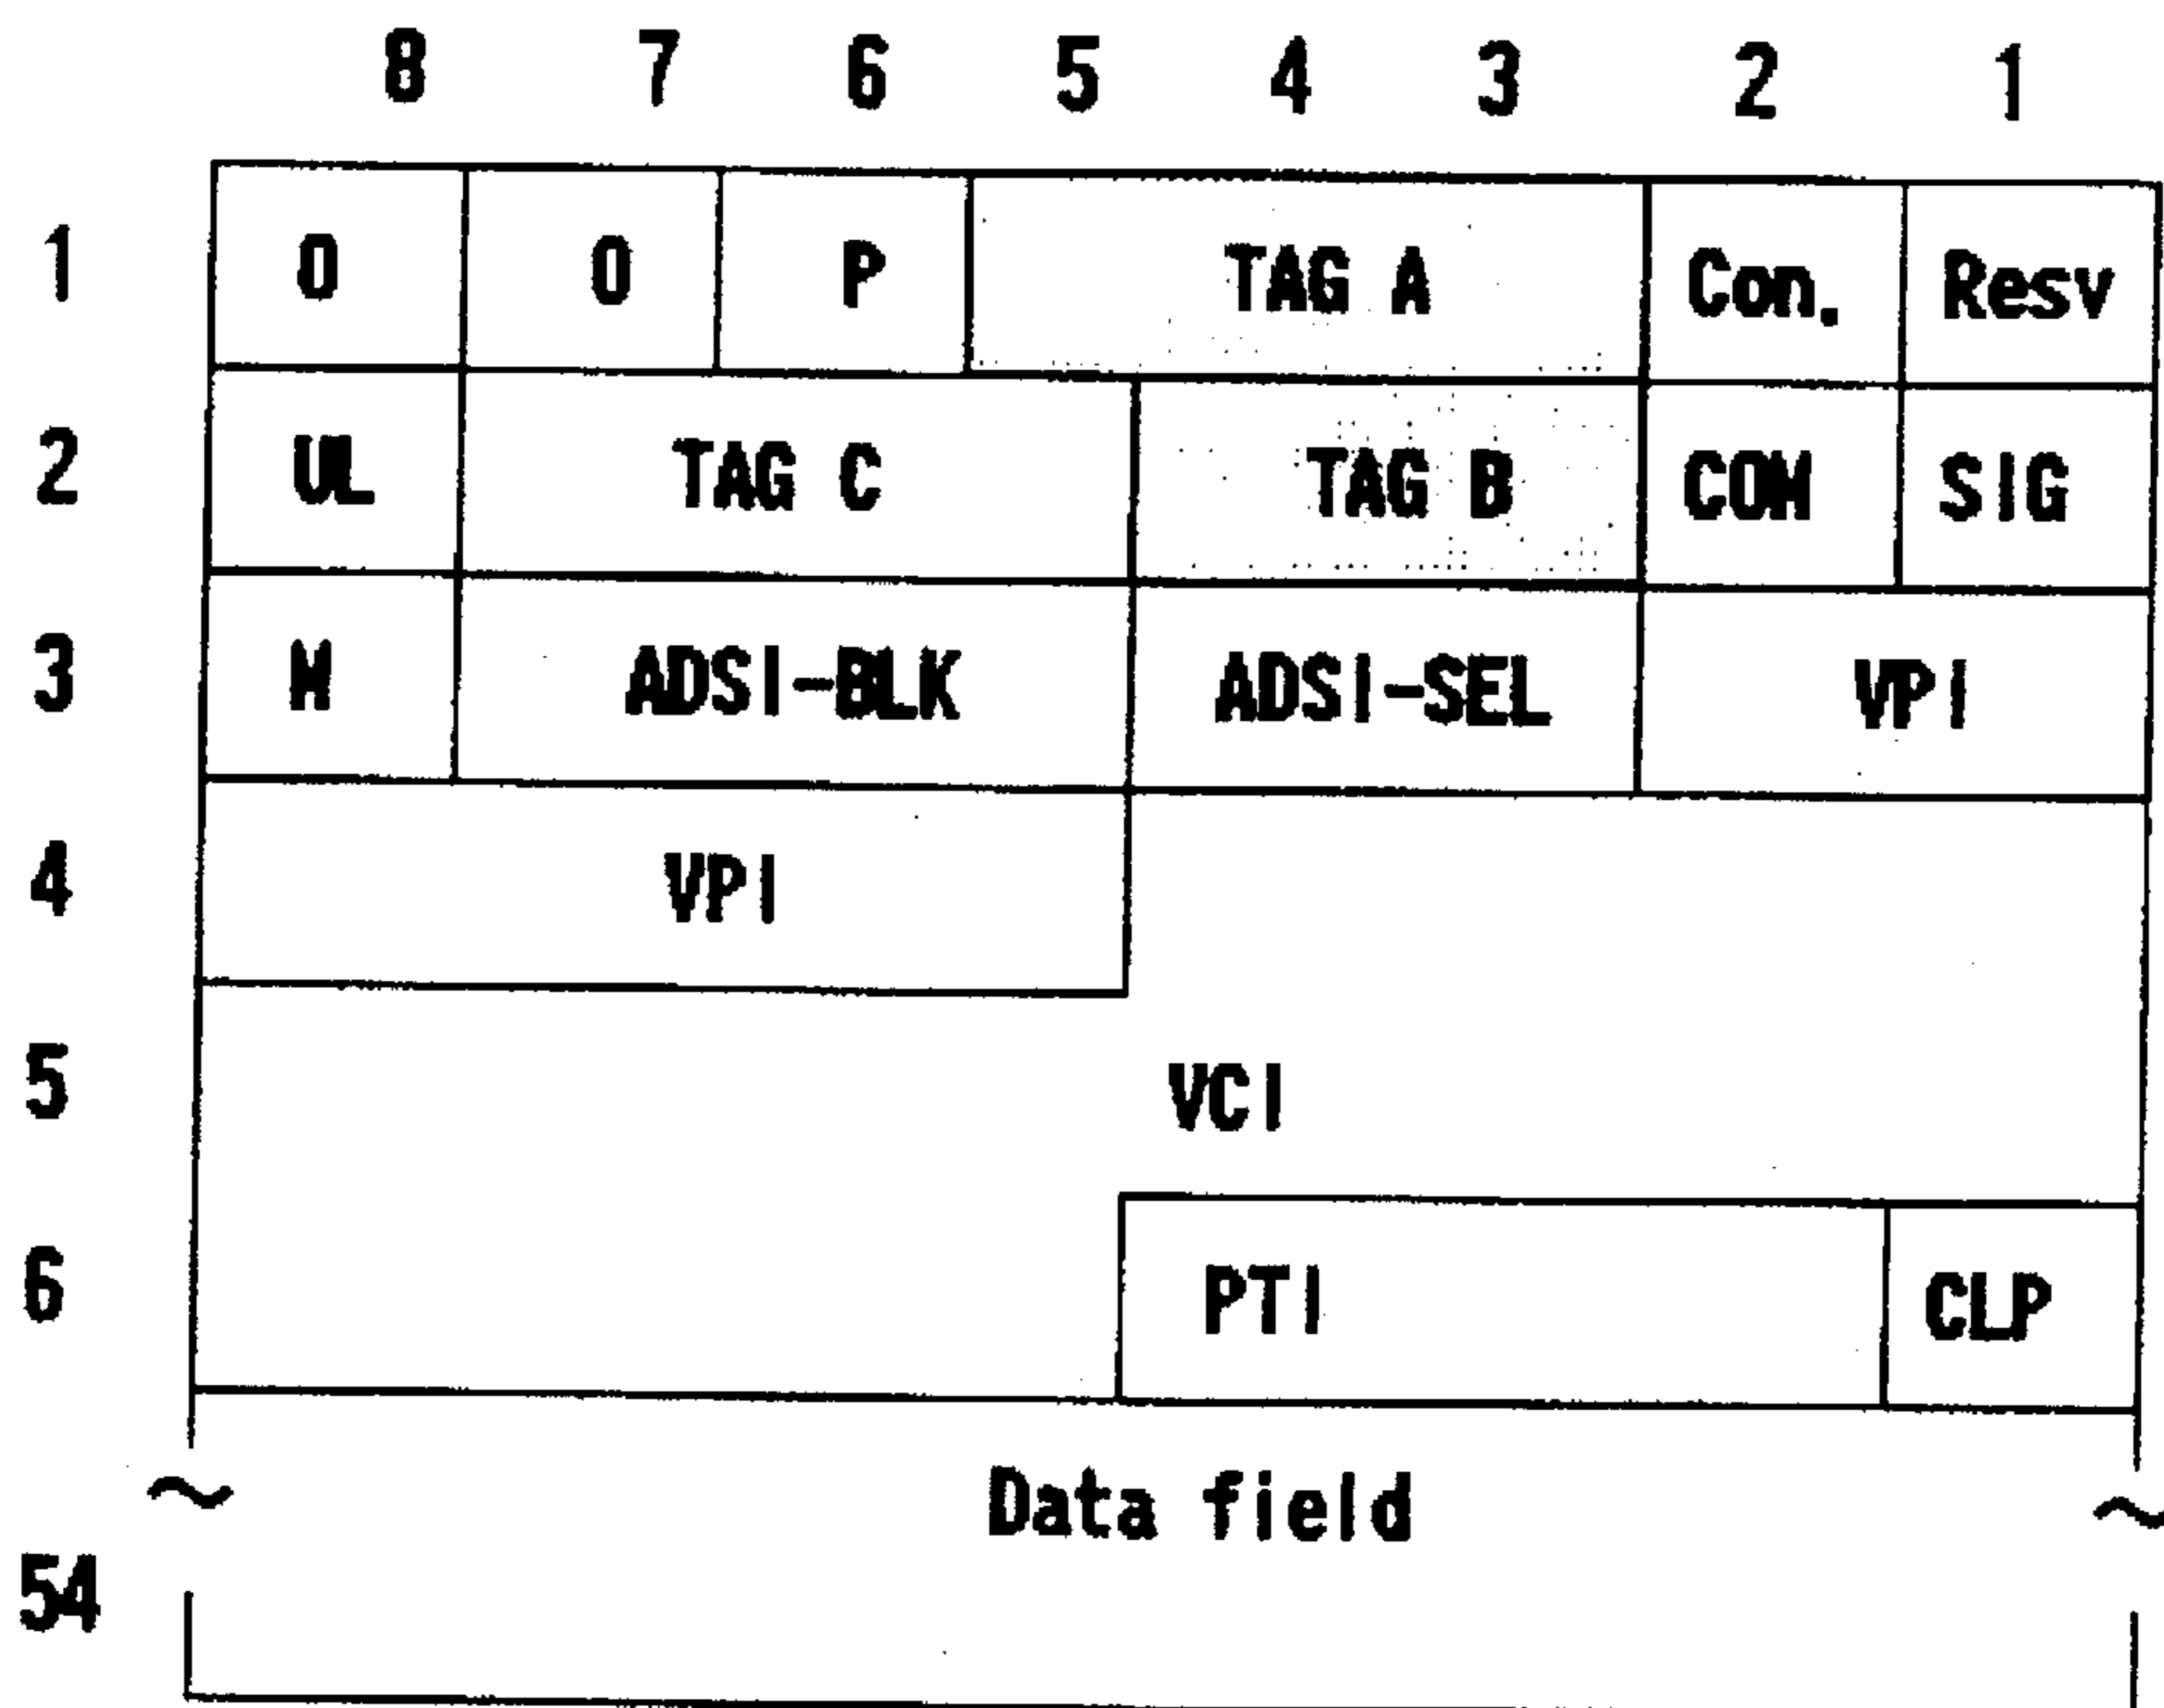 8 7 6 5 4 3 2 1
1 0 0 P TAG A Con. Resv
2 UL TAG C TAG B COM SIG
3 M ADSI-BLK ADSI-SEL VPI
4 VPI
5 VCI
6 PTI CLP
Data field
54